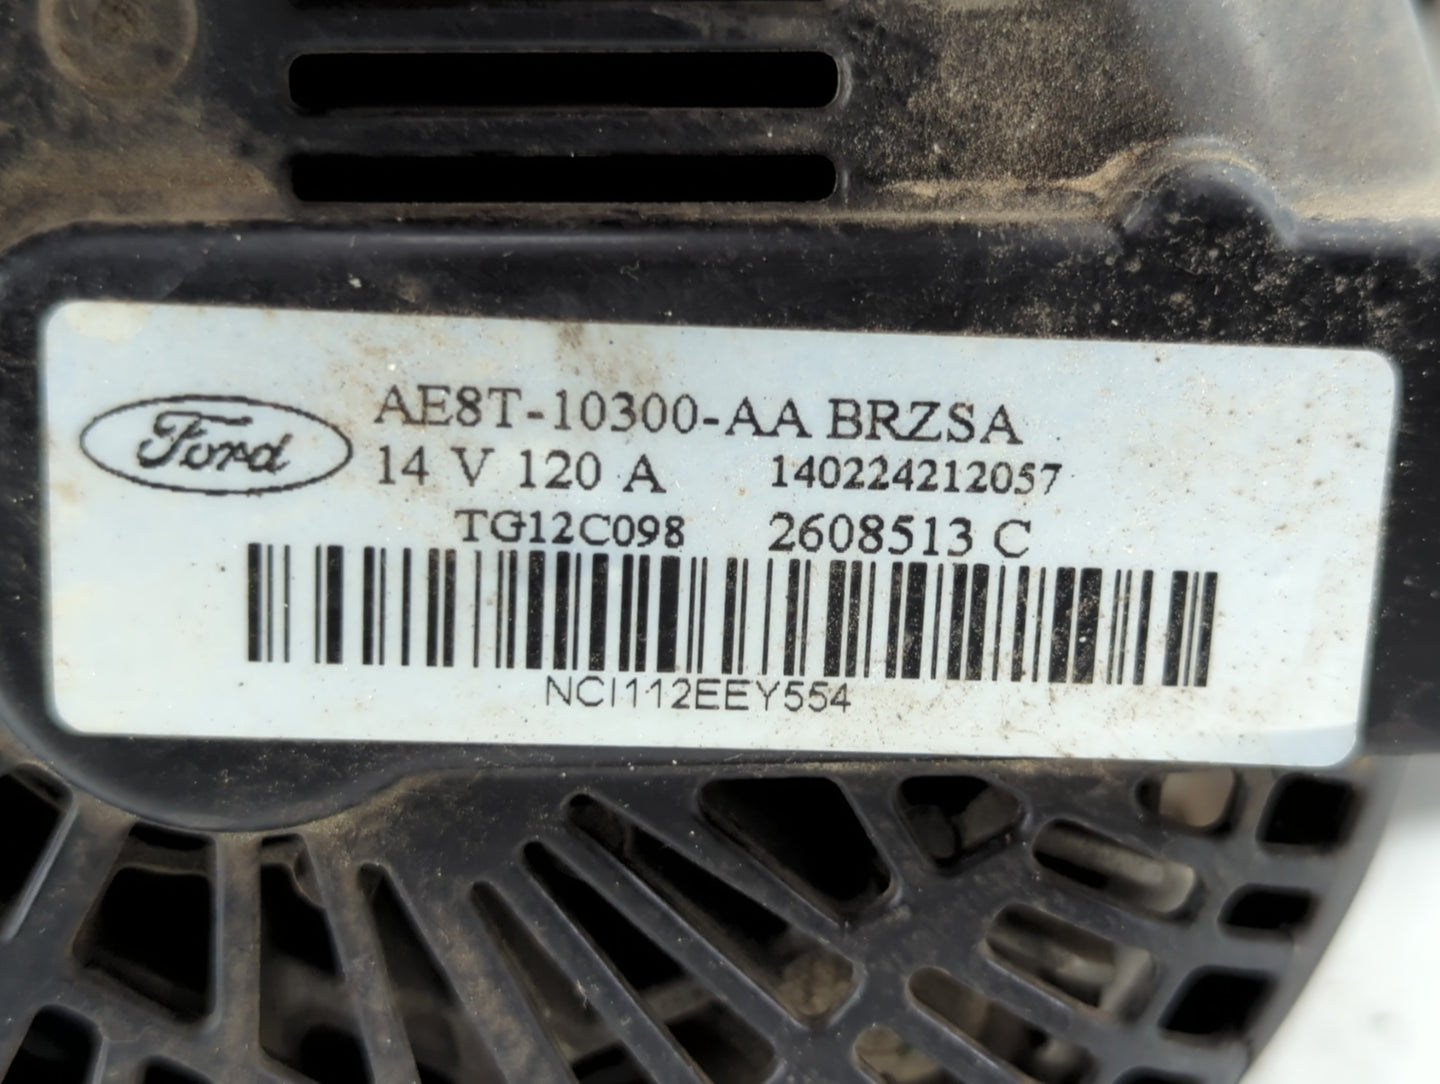 Ford
AE8T-10300-AA BRZSA
14 V 120 A 140224212057
TG12C098 2608513 C
NCI112EEY554